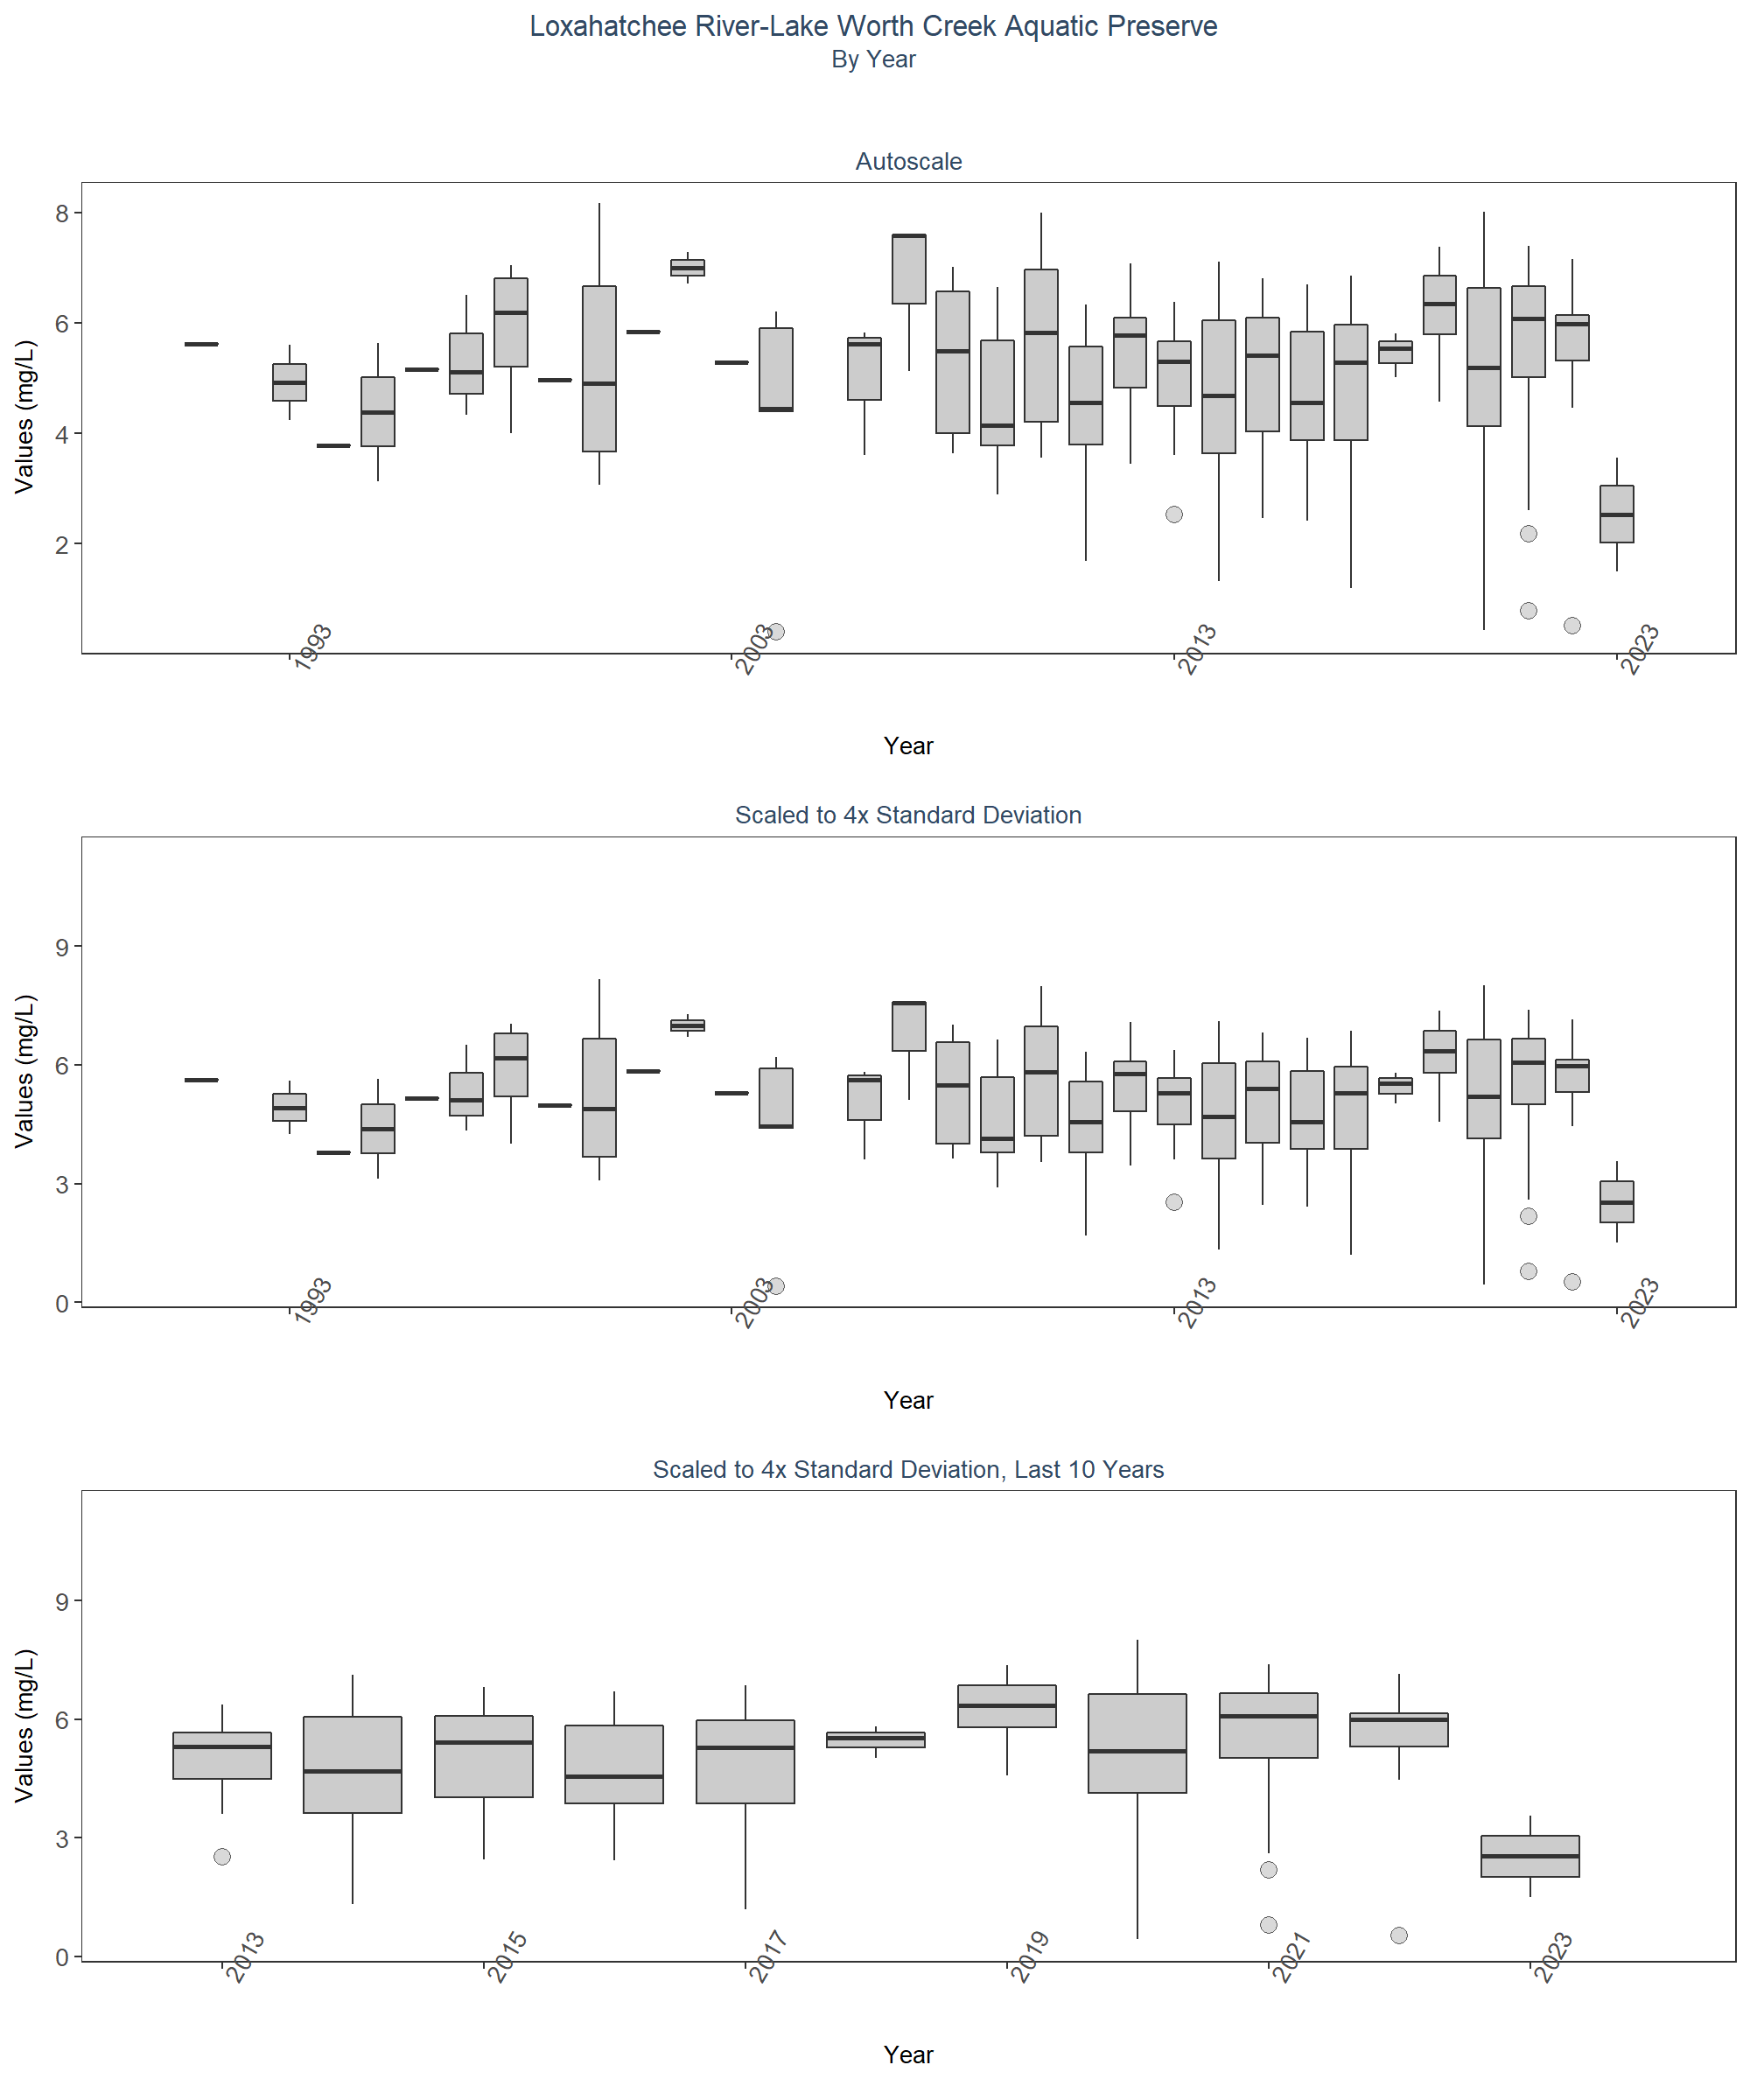 Loxahatchee River-Lake Worth Creek Aquatic Preserve
By Year
Autoscale
Values (mg/L)
8
6
4
2
1993
2003
2013
2023
Year
Scaled to 4x Standard Deviation
Values (mg/L)
9
6
3
0
1993
2003
2013
2023
Year
Scaled to 4x Standard Deviation, Last 10 Years
Values (mg/L)
9
6
3
0
2013
2015
2017
2019
2021
2023
Year